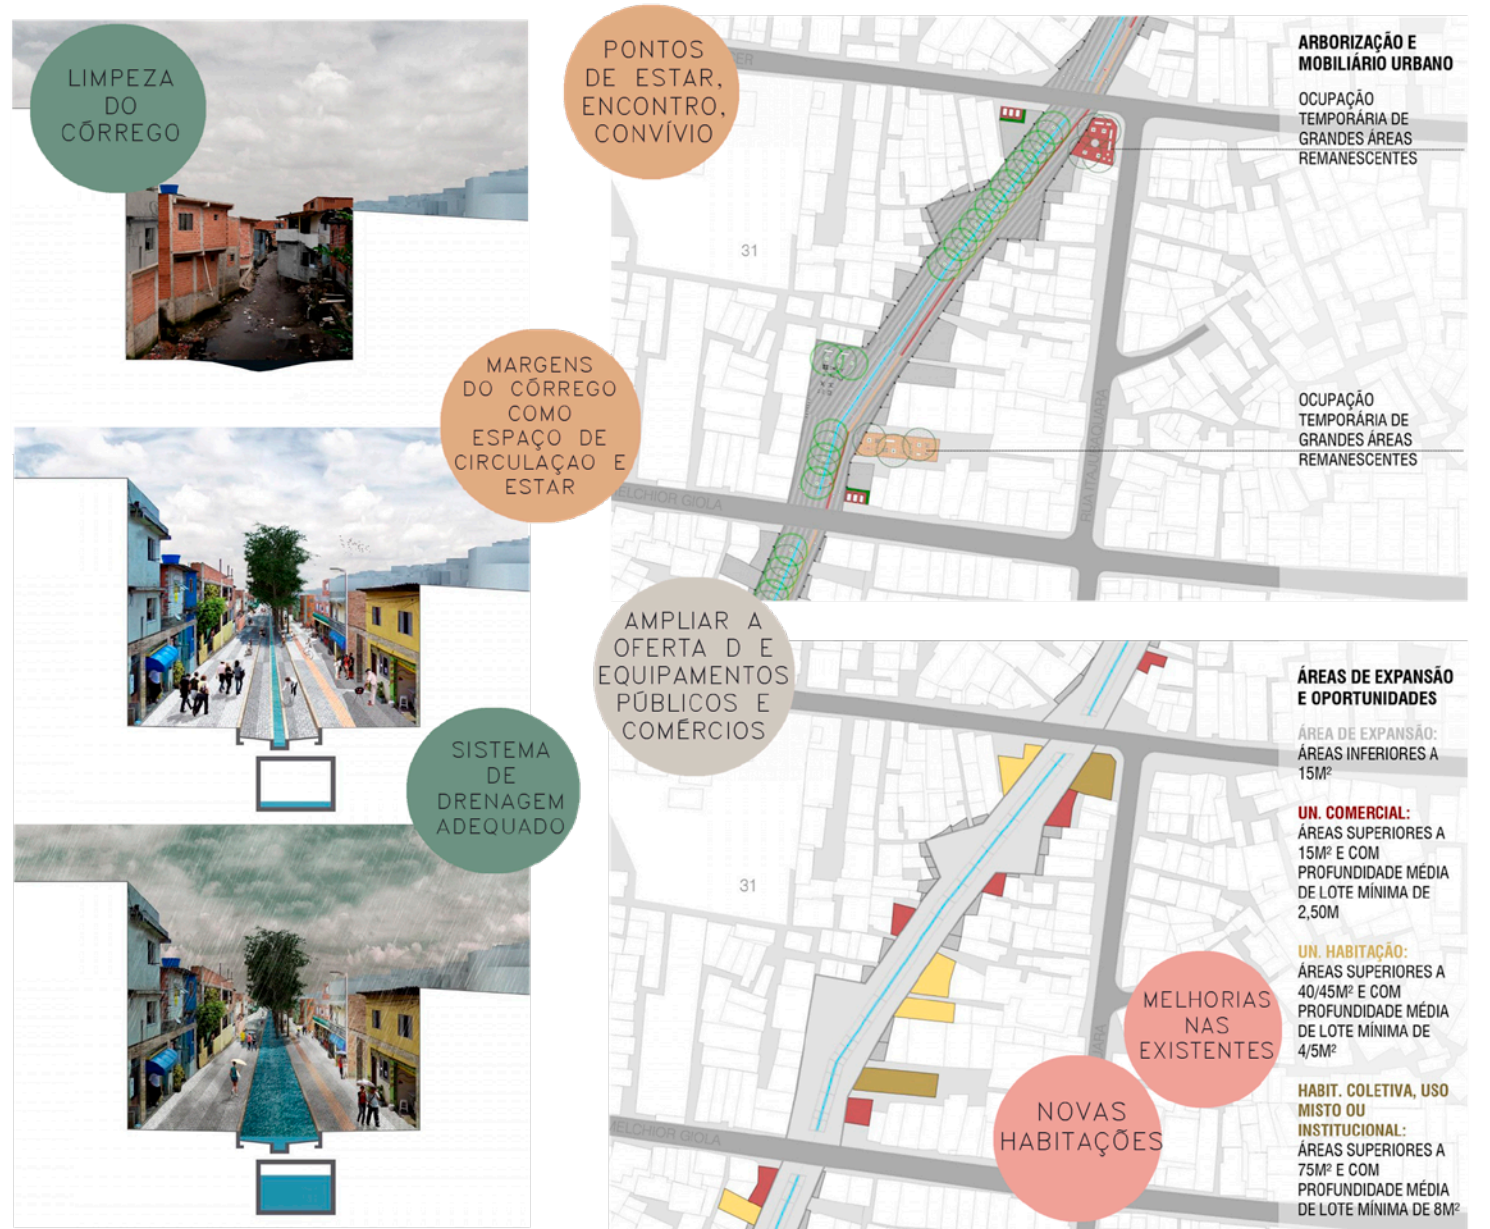 LIMPEZA
DO
CÓRREGO
MARGENS
DO CÓRREGO
COMO
ESPAÇO DE
CIRCULAÇAO E
ESTAR
SISTEMA
DE
DRENAGEM
ADEQUADO
PONTOS
DE ESTAR,
ENCONTRO,
CONVÍVIO
31
RUA ITAJUIBAQUARA
ELCHIOR GIOLA
ARBORIZAÇÃO E
MOBILIÁRIO URBANO
OCUPAÇÃO
TEMPORÁRIA DE
GRANDES ÁREAS
REMANESCENTES
OCUPAÇÃO
TEMPORÁRIA DE
GRANDES ÁREAS
REMANESCENTES
AMPLIAR A
OFERTA D E
EQUIPAMENTOS
PÚBLICOS E
COMÉRCIOS
31
MELCHIOR GIOLA
MELHORIAS
NAS
EXISTENTES
NOVAS
HABITAÇÕES
ÁREAS DE EXPANSÃO
E OPORTUNIDADES
ÁREA DE EXPANSÃO:
ÁREAS INFERIORES A
15M²
UN. COMERCIAL:
ÁREAS SUPERIORES A
15M² E COM
PROFUNDIDADE MÉDIA
DE LOTE MÍNIMA DE
2,50M
UN. HABITAÇÃO:
ÁREAS SUPERIORES A
40/45M² E COM
PROFUNDIDADE MÉDIA
DE LOTE MÍNIMA DE
4/5M²
HABIT. COLETIVA, USO
MISTO OU
INSTITUCIONAL:
ÁREAS SUPERIORES A
75M² E COM
PROFUNDIDADE MÉDIA
DE LOTE MÍNIMA DE 8M²